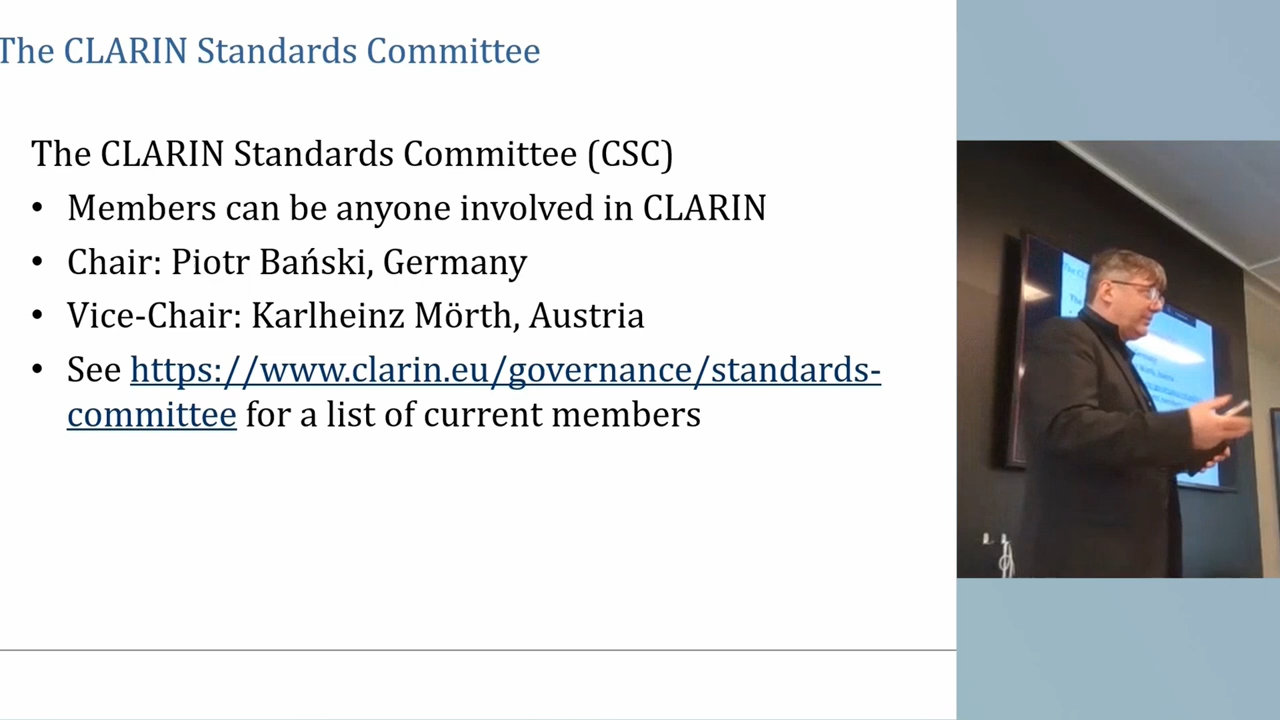 The CLARIN Standards Committee
The CLARIN Standards Committee (CSC)
• Members can be anyone involved in CLARIN
• Chair: Piotr Bański, Germany
• Vice-Chair: Karlheinz Mörth, Austria
• See https://www.clarin.eu/governance/standards-
committee for a list of current members